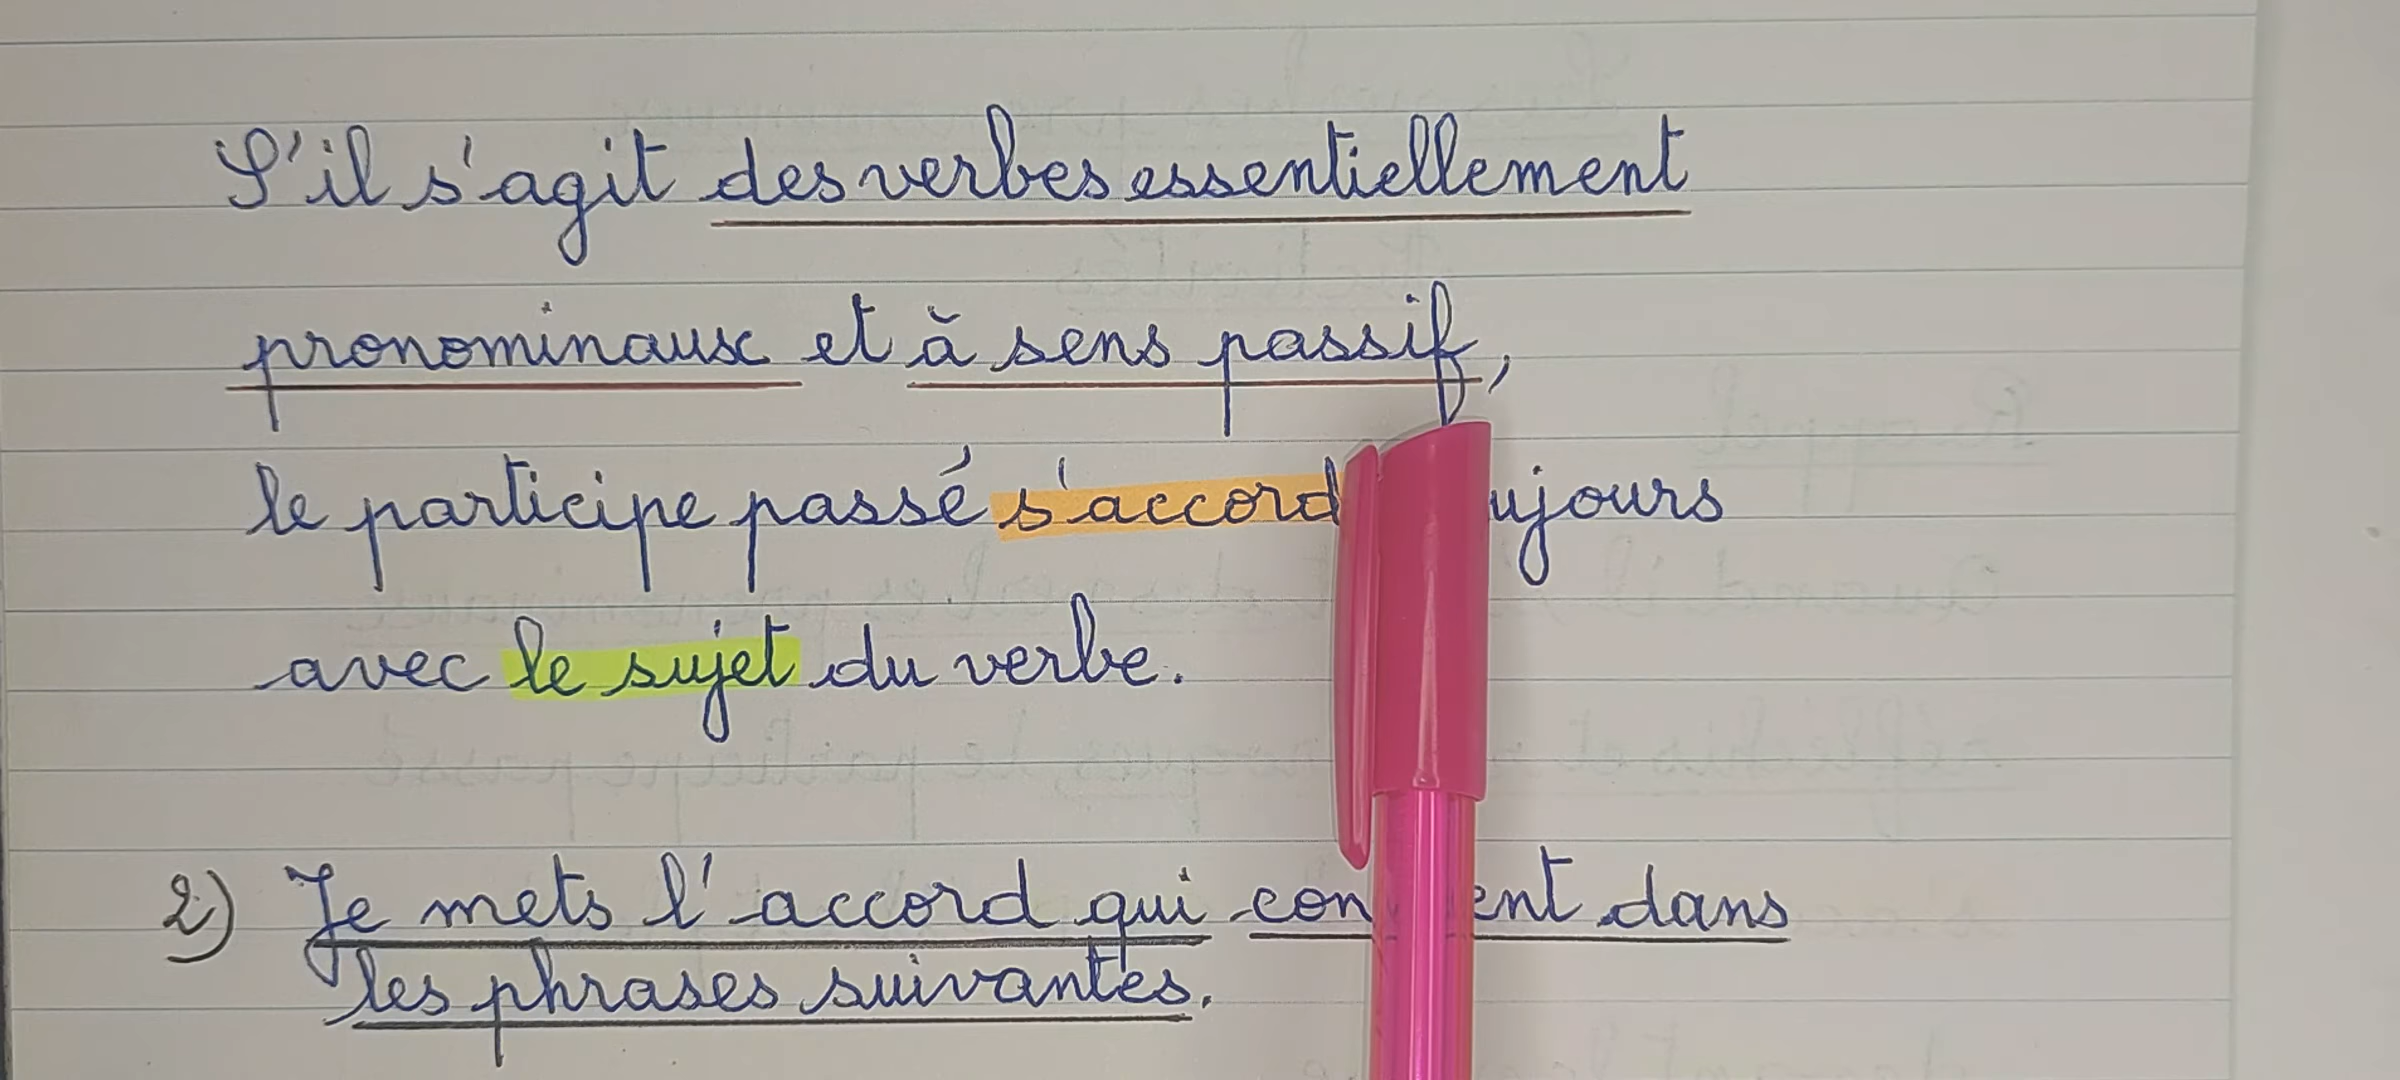 S'il s'agit des verbes essentiellement
pronominaux et à sens passif,
le participe passé s'accord ujours
avec le sujet du verbe.
2) Je mets l'accord qui con ent dans
les phrases suivantes.